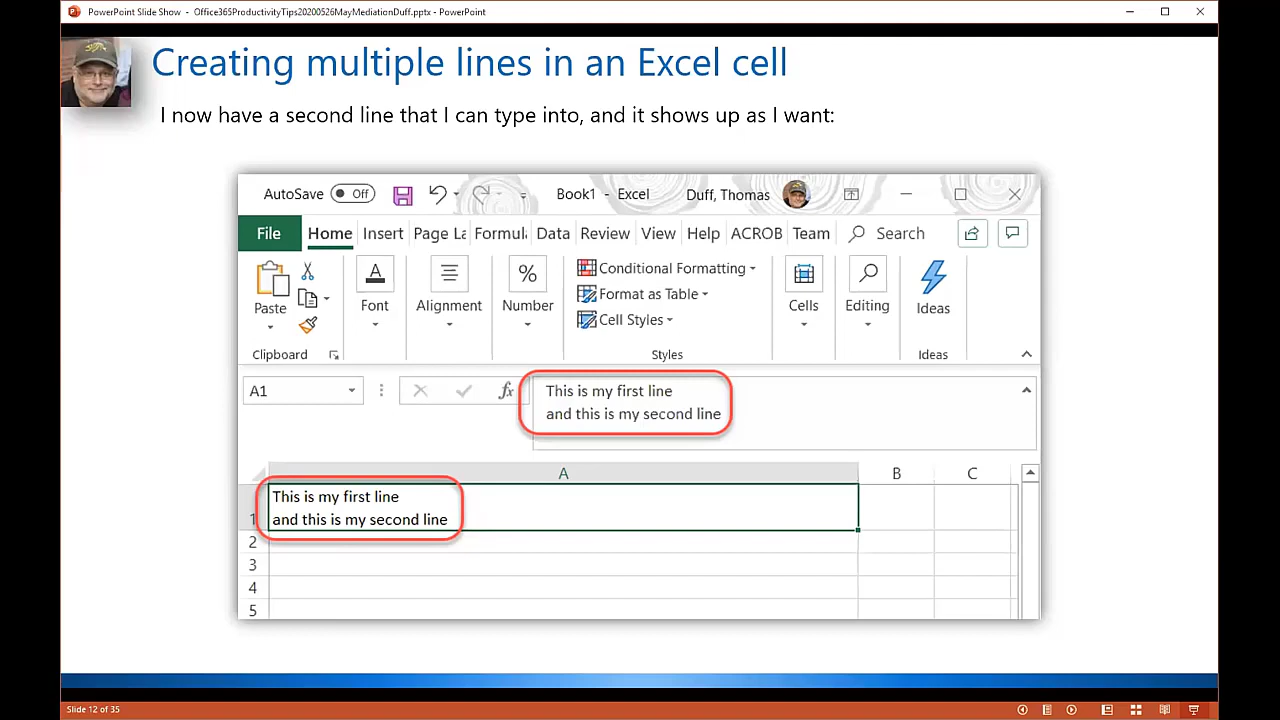 PowerPoint Slide Show - Office365ProductivityTips20200526MayMediationDuff.pptx - PowerPoint
Creating multiple lines in an Excel cell
I now have a second line that I can type into, and it shows up as I want:
AutoSave Off Book1 - Excel Duff, Thomas
File Home Insert Page La Formula Data Review View Help ACROB Team Search
Paste Font Alignment Number Conditional Formatting Format as Table Cell Styles Cells Editing Ideas
Clipboard Styles Ideas
A1 fx This is my first line
and this is my second line
A B C
This is my first line
1 and this is my second line
2
3
4
5
Slide 12 of 35